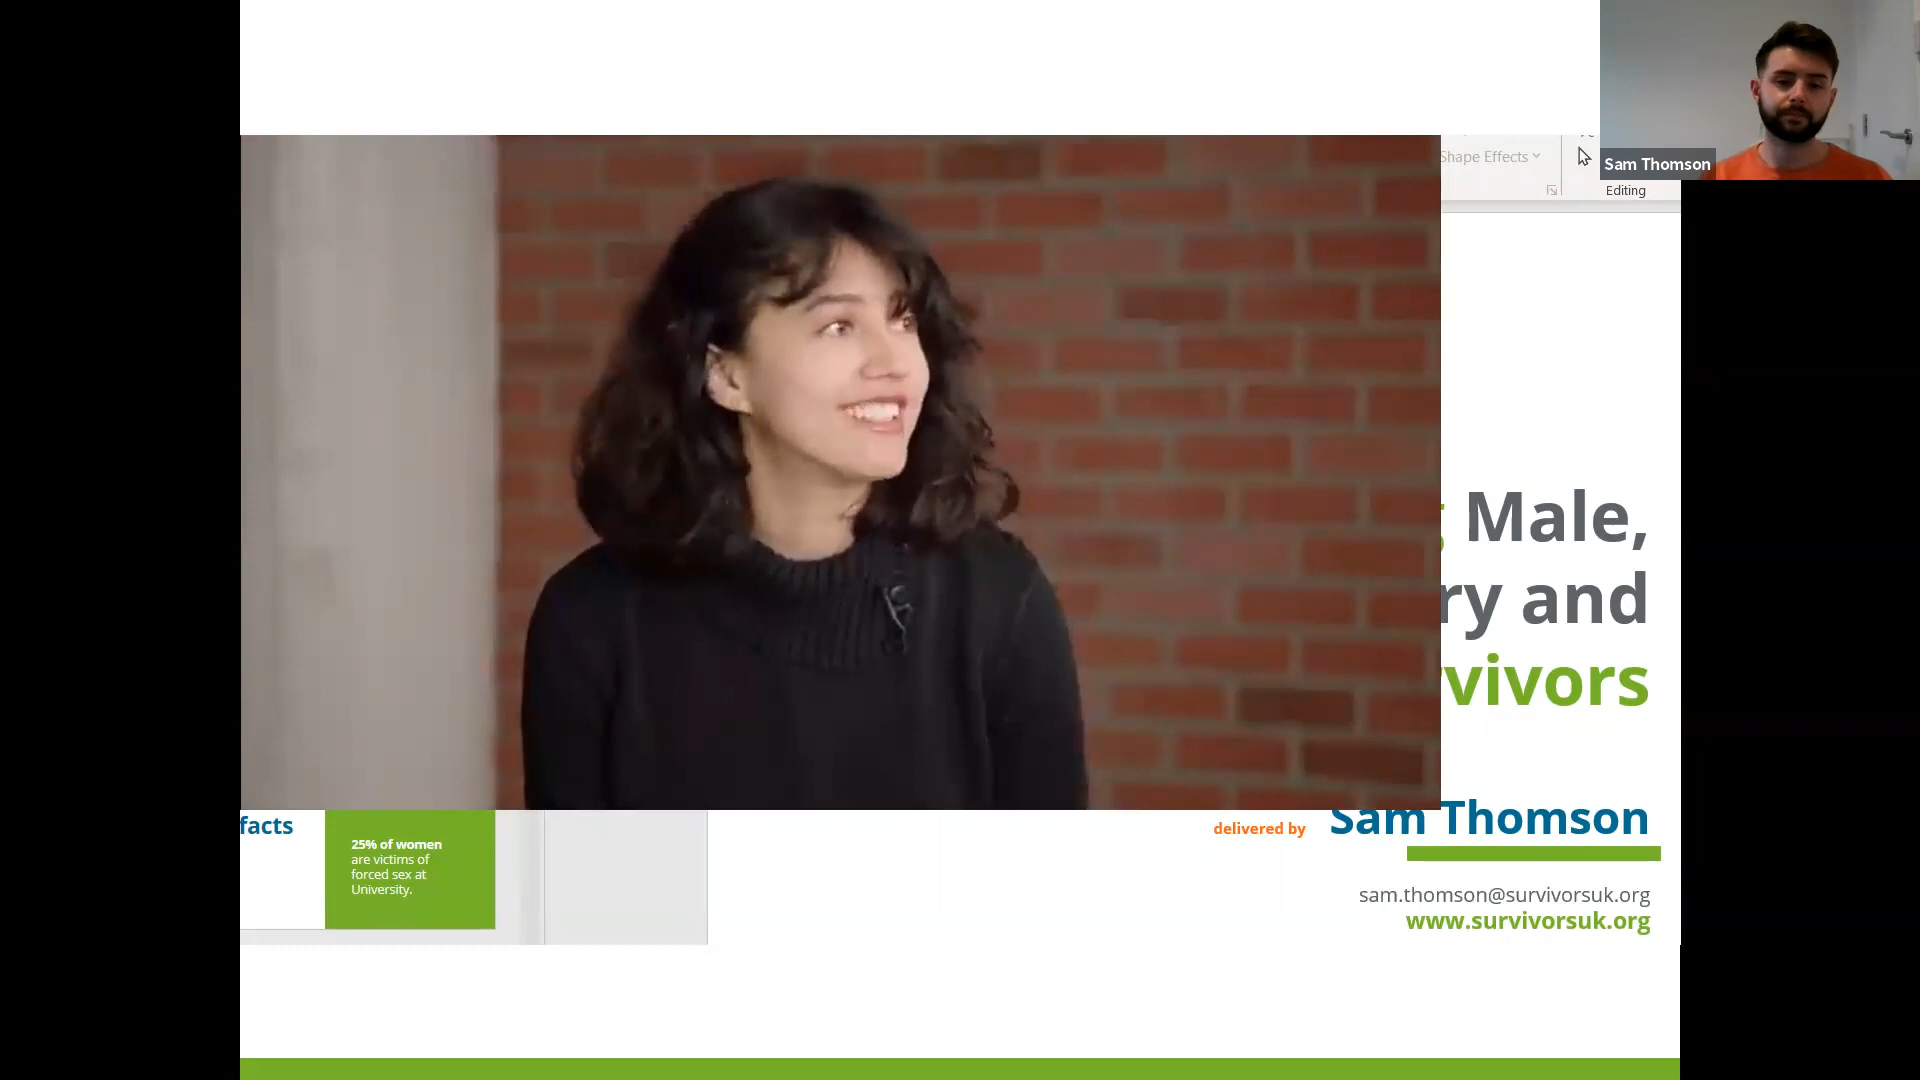 Shape Effects
Sam Thomson
Editing
Male,
ry and
vivors
facts
25% of women
are victims of
forced sex at
University.
delivered by
Sam Thomson
sam.thomson@survivorsuk.org
www.survivorsuk.org